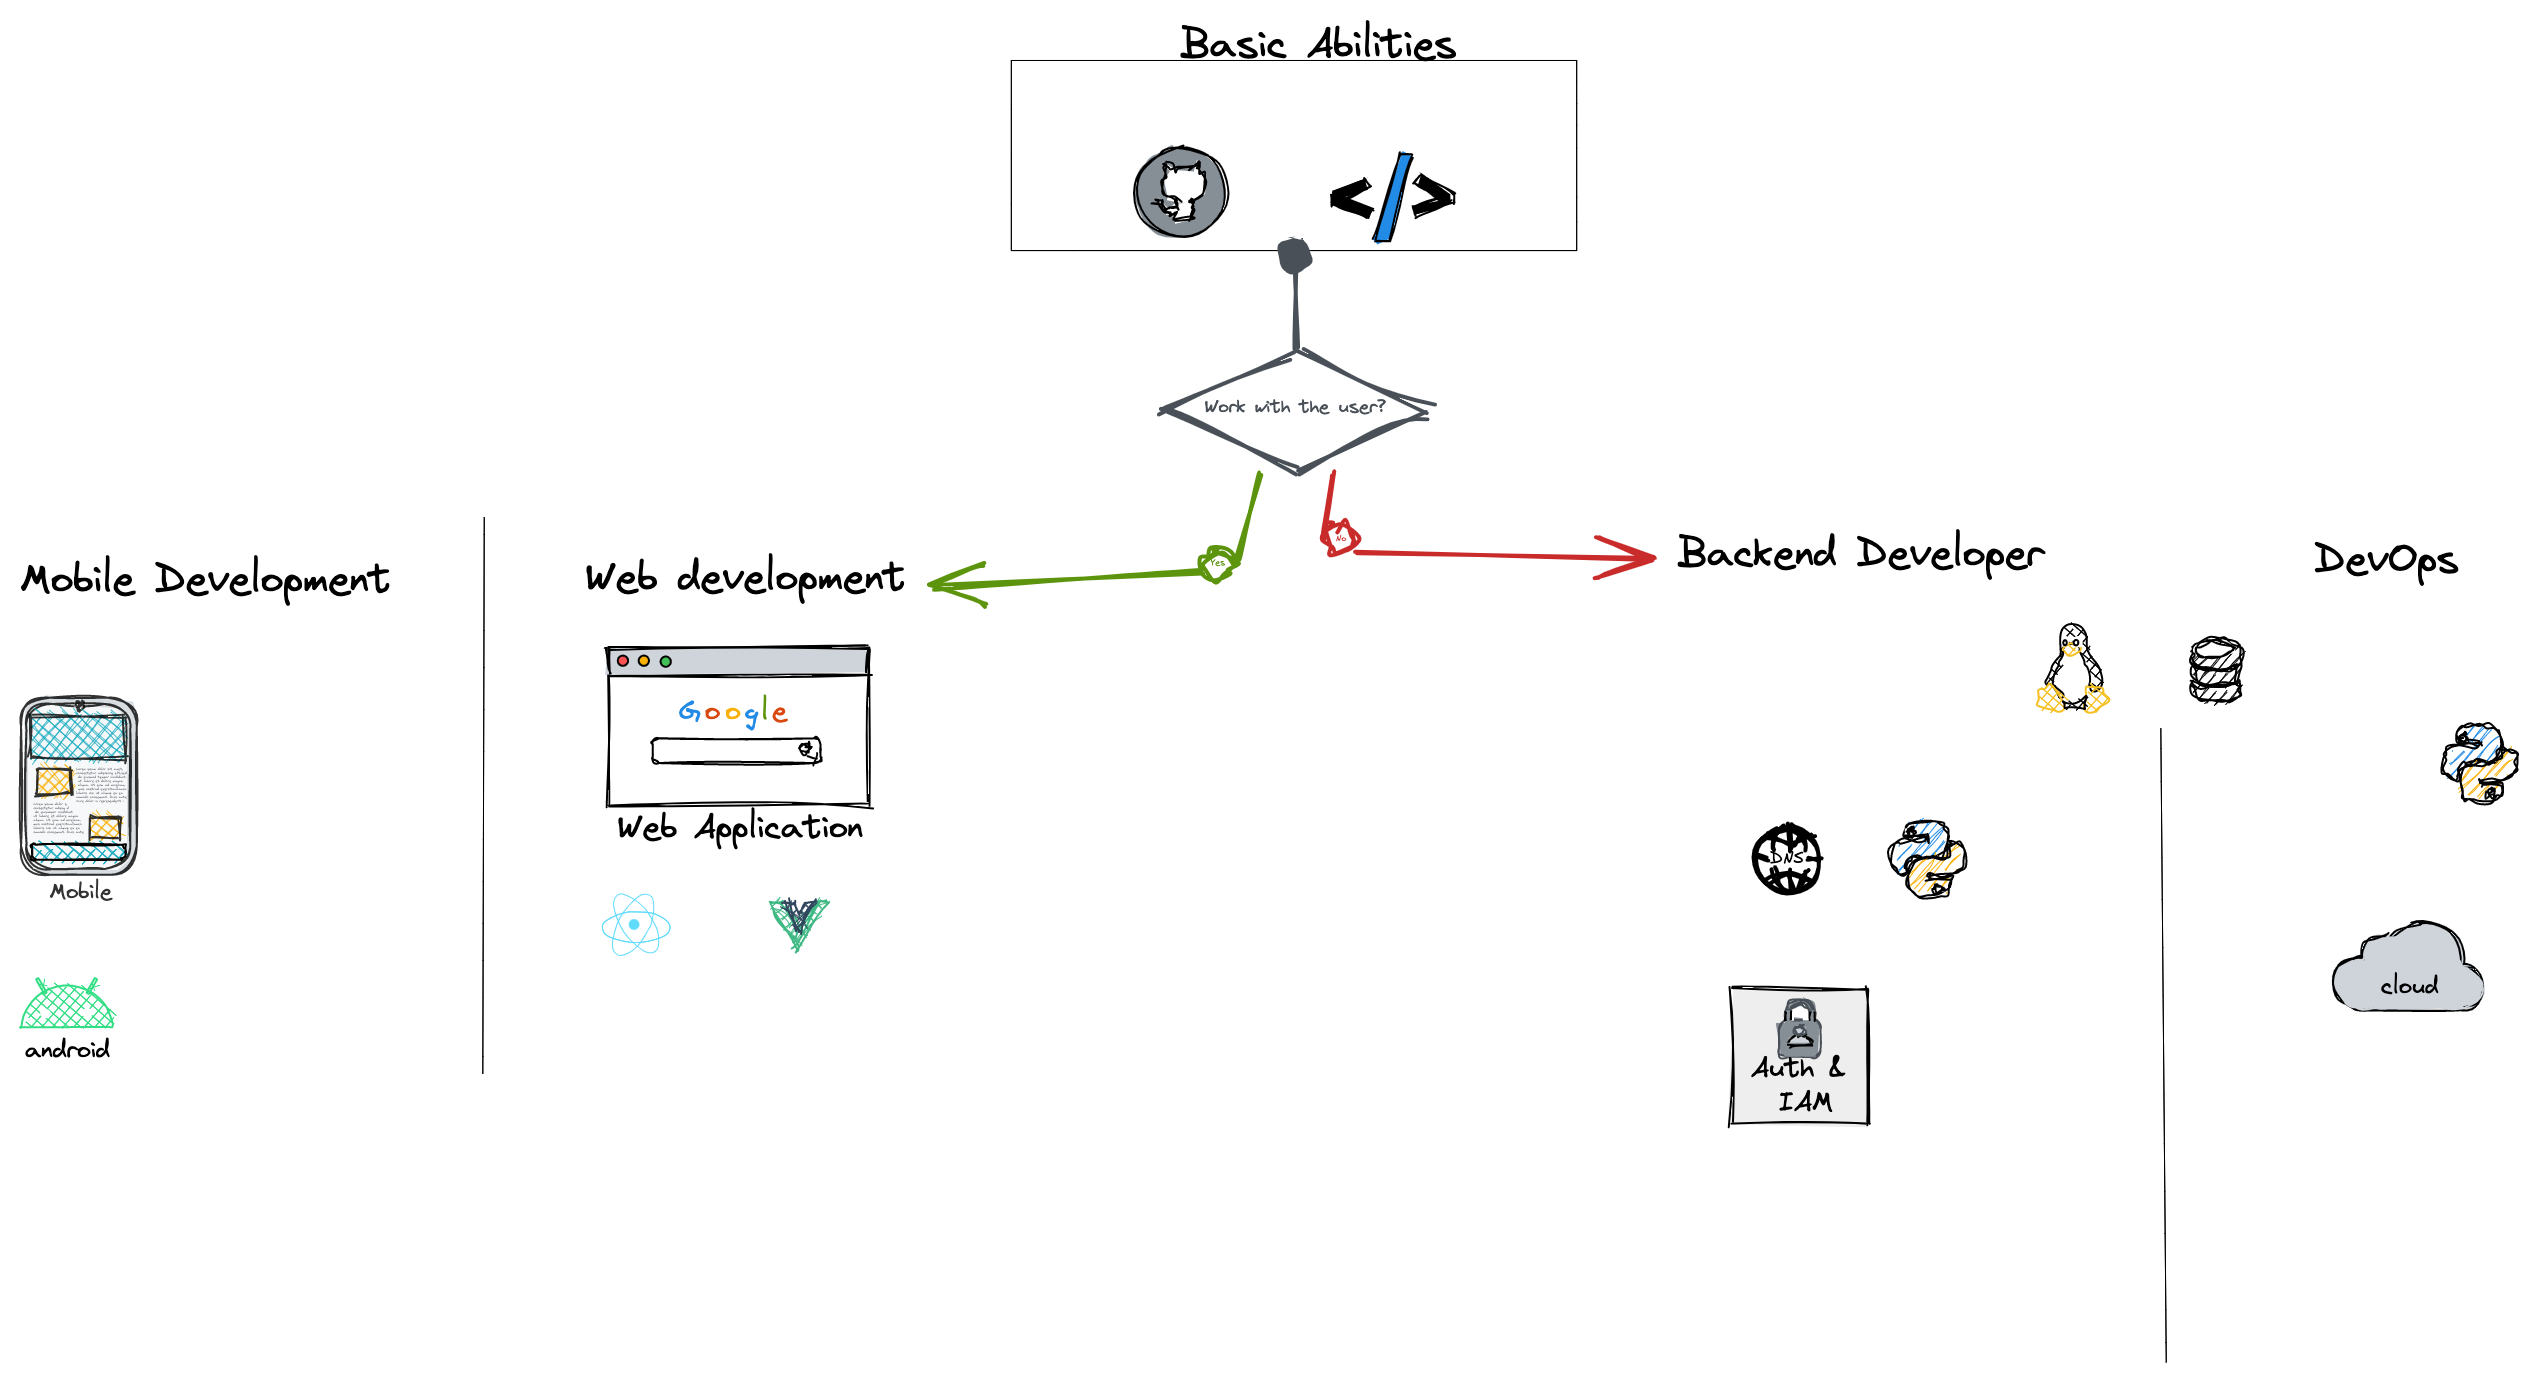 Basic Abilities
Work with the user?
Yes
No
Mobile Development
Web development
Backend Developer
DevOps
Google
Web Application
Mobile
android
DNS
Auth &
IAM
cloud